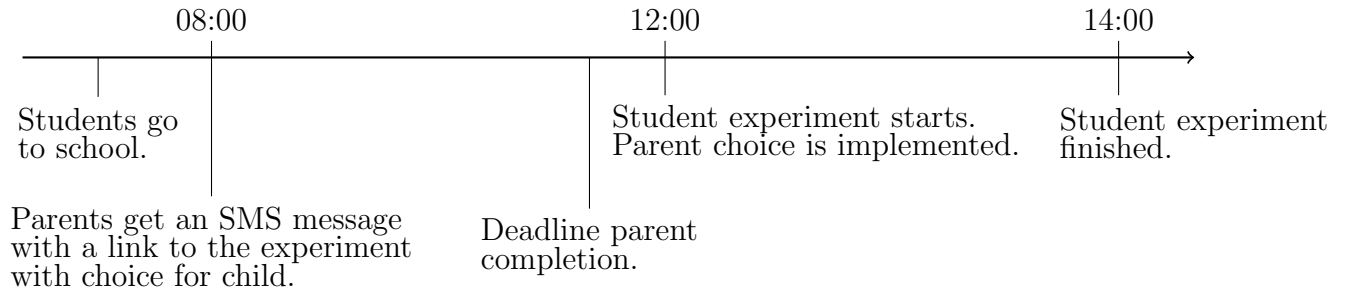 08:00
12:00
14:00
Students go
to school.
Student experiment starts.
Parent choice is implemented.
Student experiment
finished.
Parents get an SMS message
with a link to the experiment
with choice for child.
Deadline parent
completion.